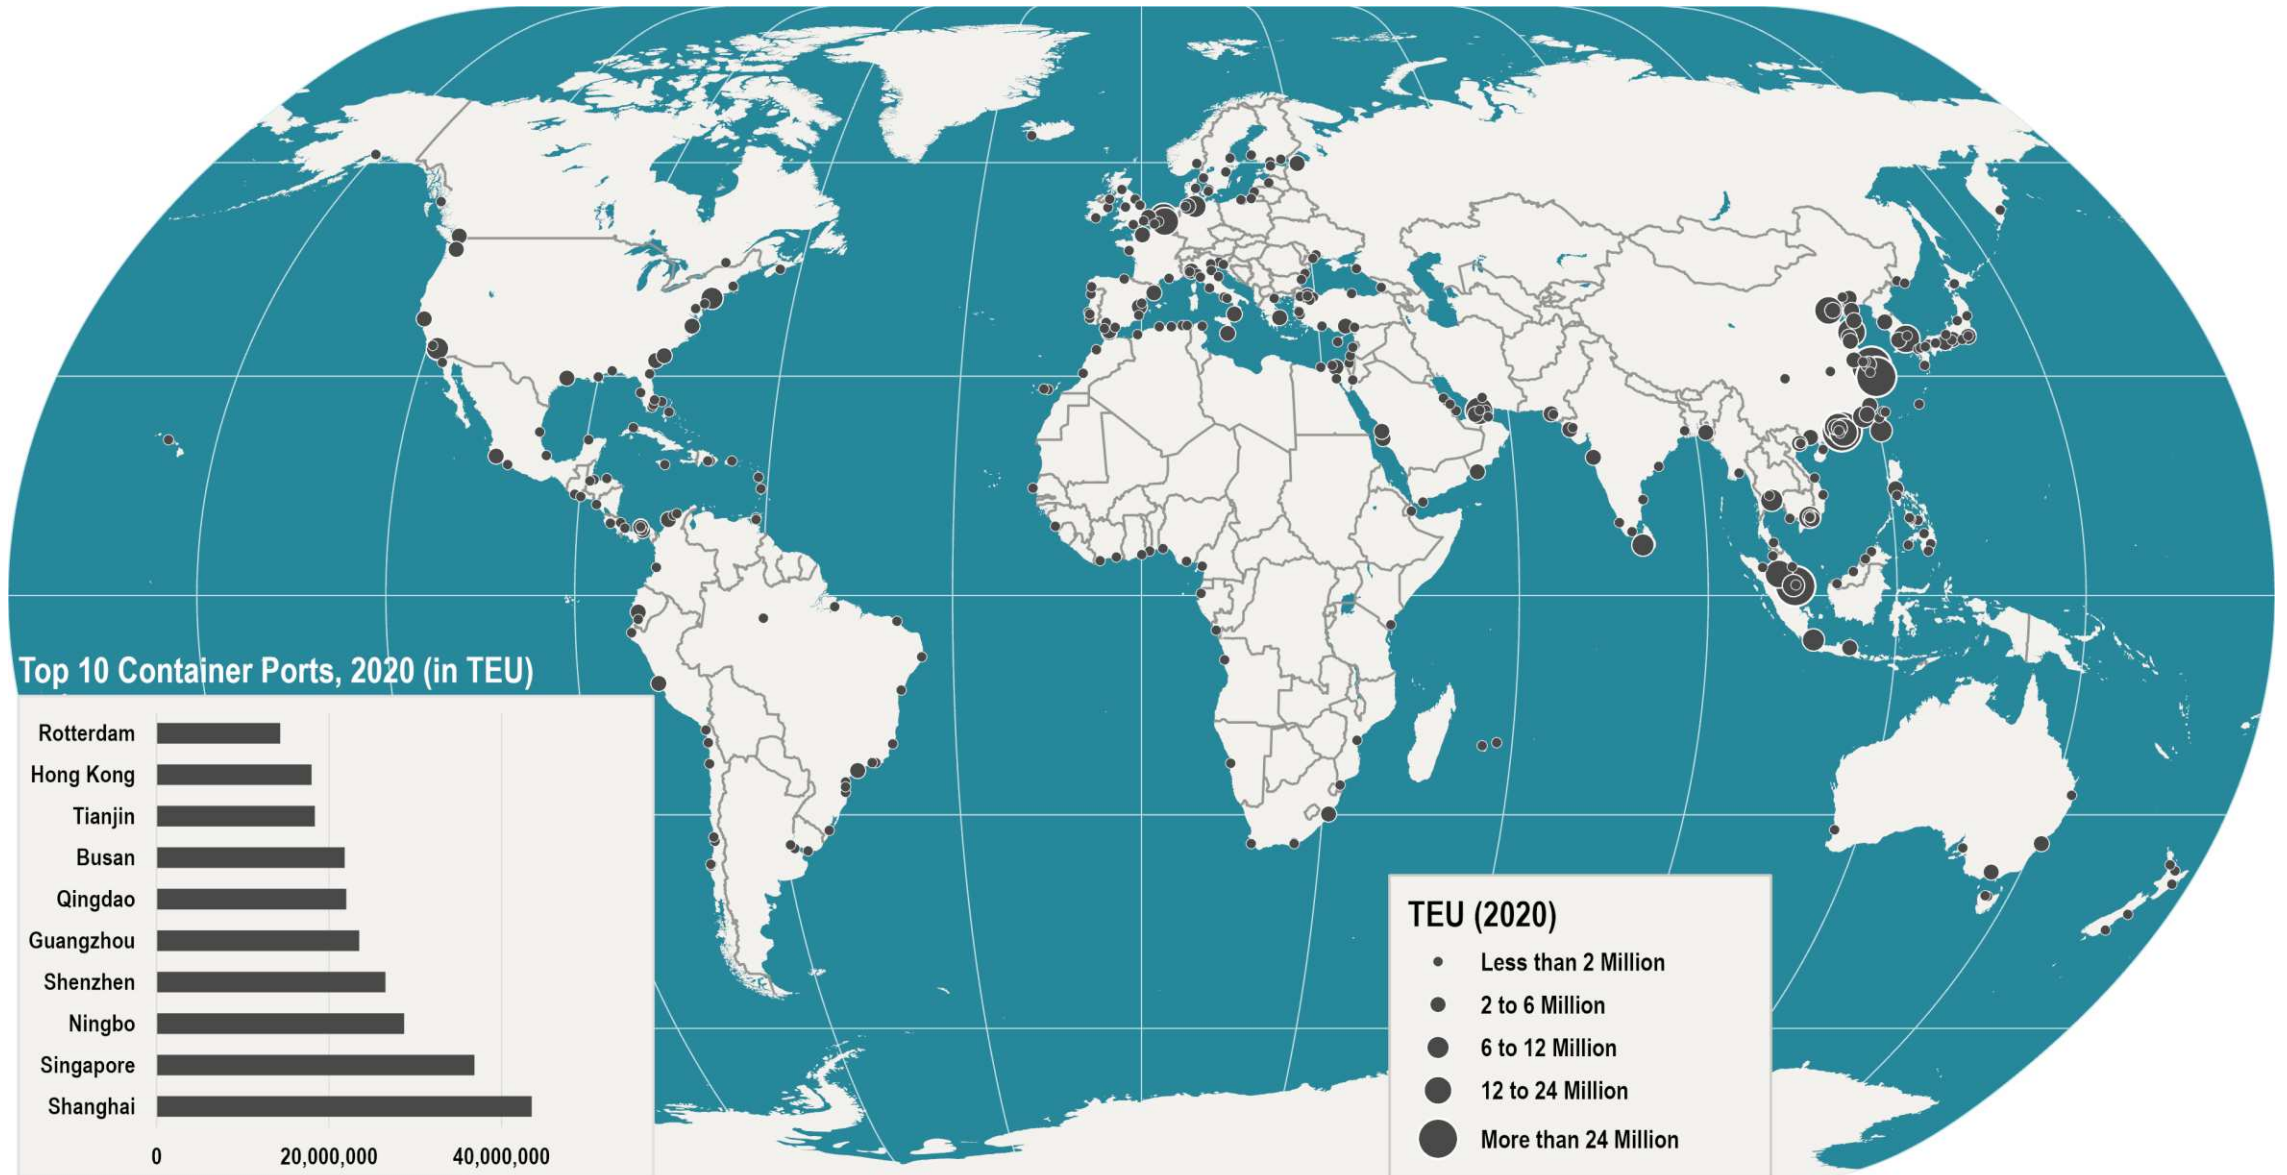 Top 10 Container Ports, 2020 (in TEU)
Rotterdam
Hong Kong
Tianjin
Busan
Qingdao
Guangzhou
Shenzhen
Ningbo
Singapore
Shanghai
0 20,000,000 40,000,000
TEU (2020)
Less than 2 Million
2 to 6 Million
6 to 12 Million
12 to 24 Million
More than 24 Million